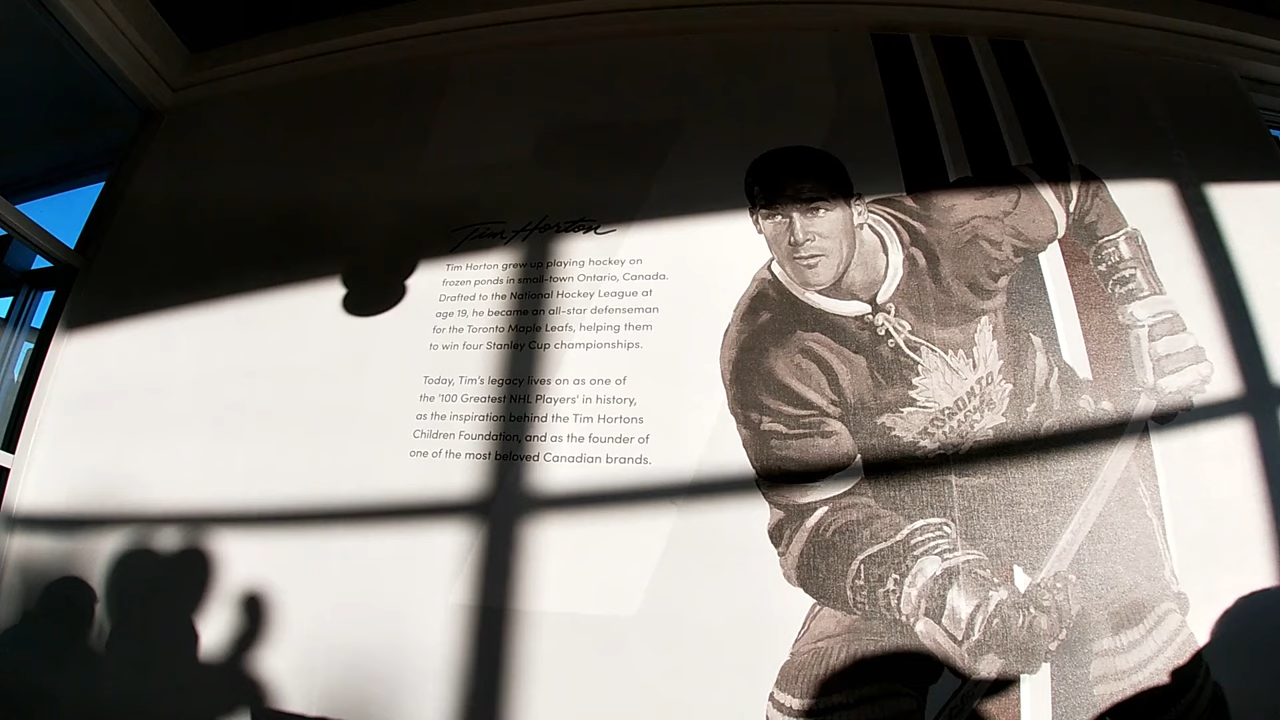 Tim Horton
Tim Horton grew up playing hockey on
frozen ponds in small-town Ontario, Canada.
Drafted to the National Hockey League at
age 19, he became an all-star defenseman
for the Toronto Maple Leafs, helping them
to win four Stanley Cup championships.
Today, Tim's legacy lives on as one of
the '100 Greatest NHL Players' in history,
as the inspiration behind the Tim Hortons
Children Foundation, and as the founder of
one of the most beloved Canadian brands.
TORONTO